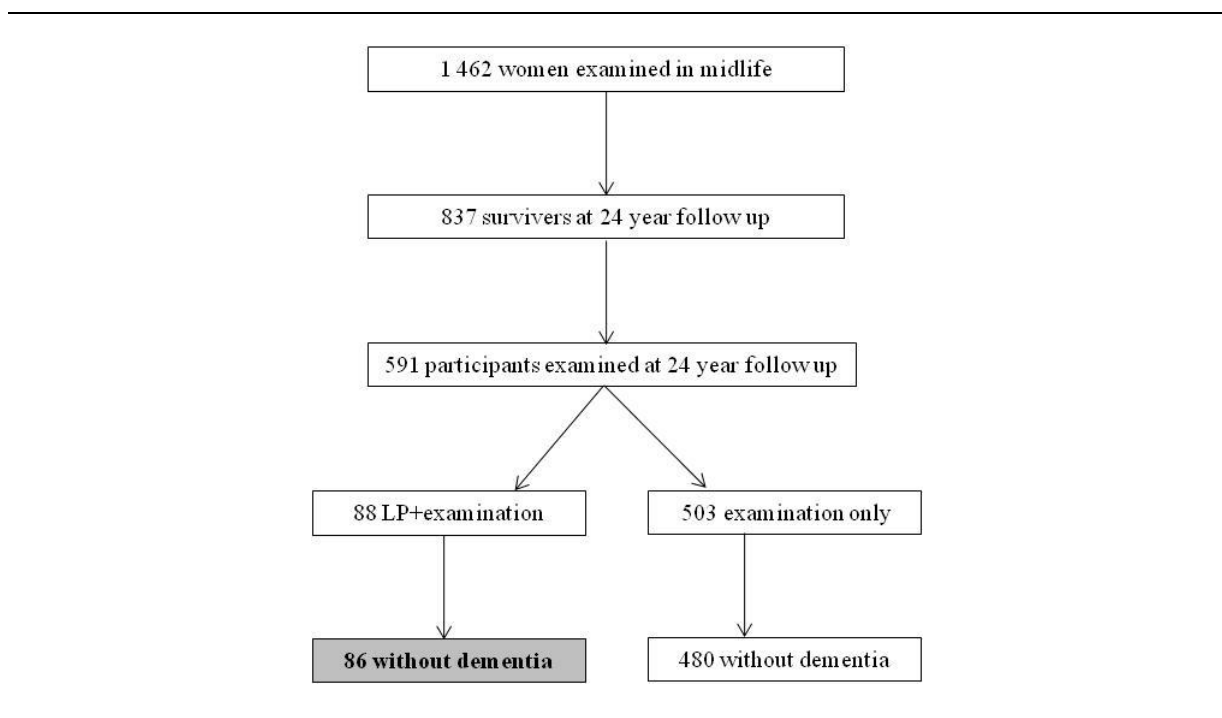 1 462 women examined in midlife
837 survivers at 24 year follow up
591 participants examined at 24 year follow up
88 LP+examination
503 examination only
86 without dementia
480 without dementia